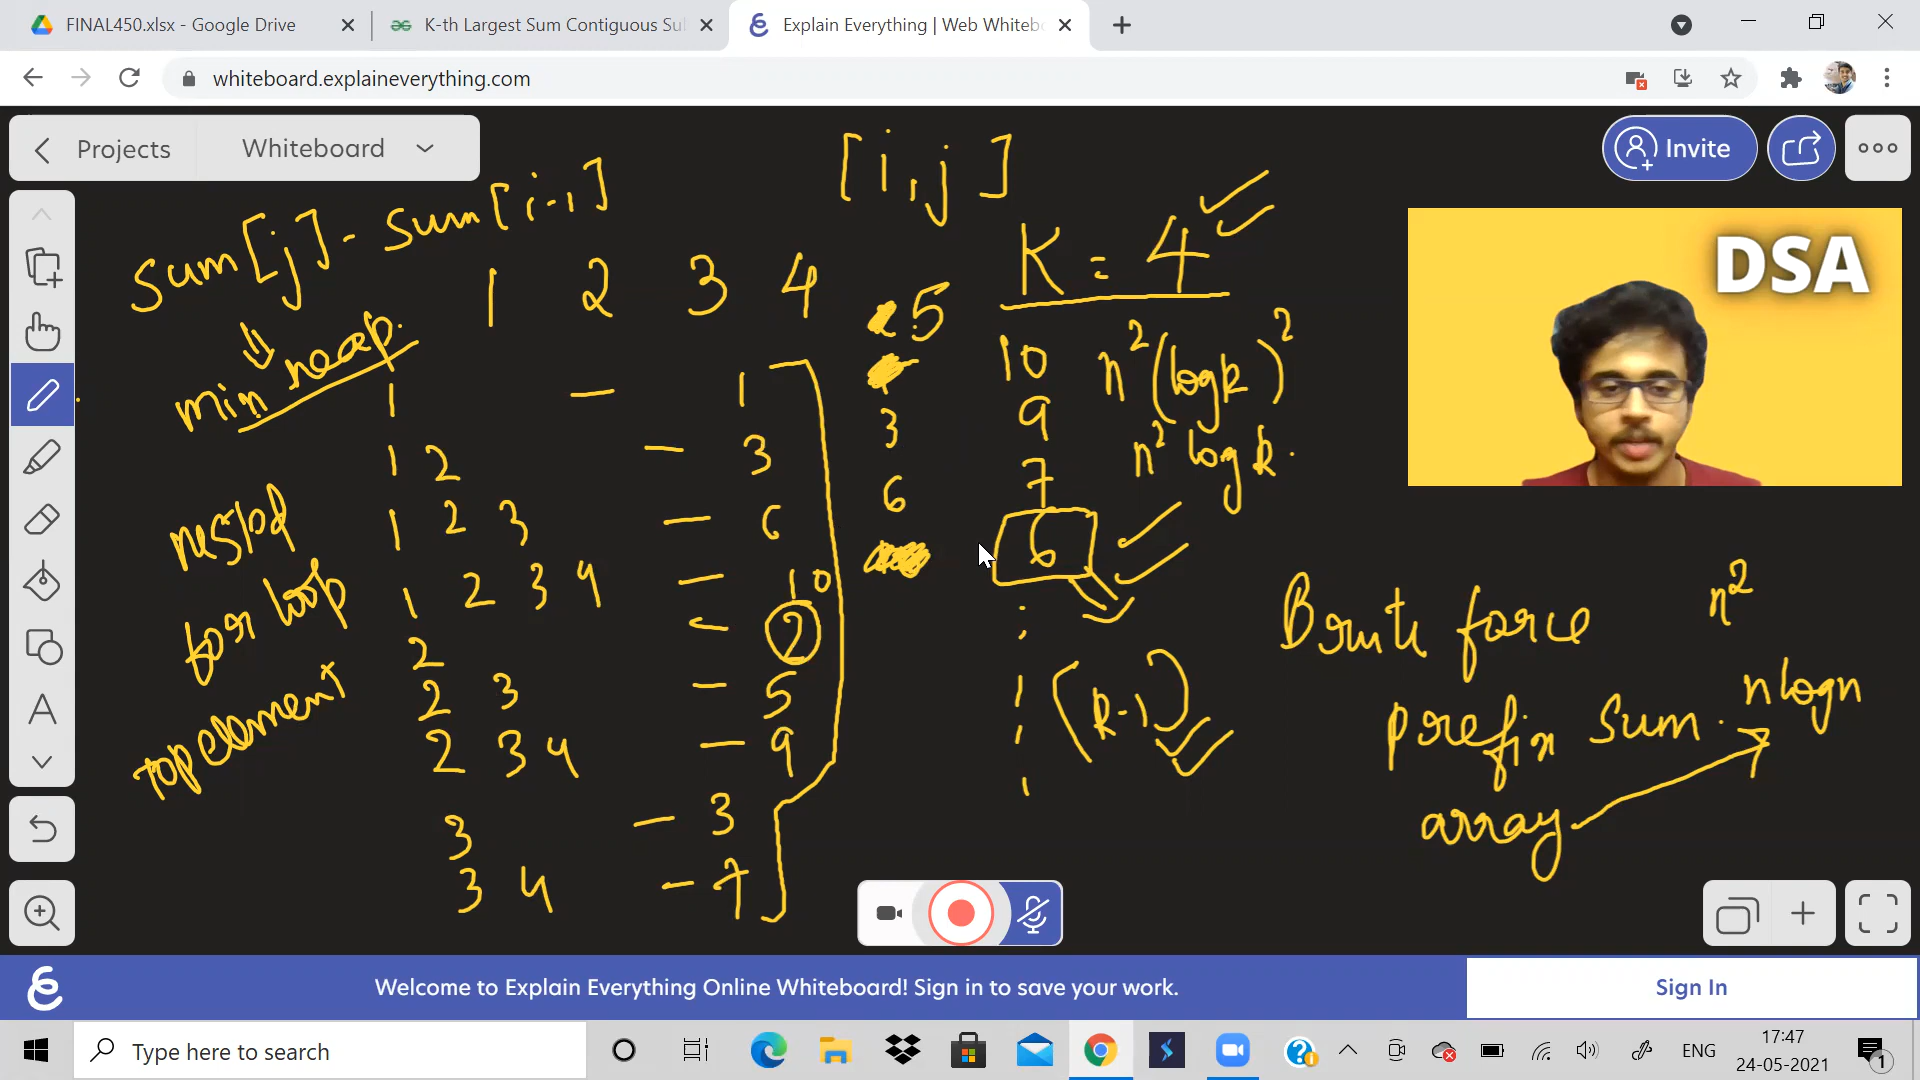 FINAL450.xlsx - Google Drive
K-th Largest Sum Contiguous Sul
Explain Everything | Web Whitebo
whiteboard.explaineverything.com
Projects
Whiteboard
Invite
DSA
[i,j]
Sum[j]-Sum[i-1]
K = 4
1 2 3 4
5
min heap.
10
n²(log k)²
1 - 1
9
3
n² log k.
1 2 - 3
7
6
1 2 3 - 6
6
nested
for loop
1 2 3 4 - 10
2 - 2
2 3 - 5
2 3 4 - 9
3 - 3
3 4 - 7
top element
(k-1)
Brute force n²
prefix sum. nlogn
array
A
Welcome to Explain Everything Online Whiteboard! Sign in to save your work.
Sign In
Type here to search
ENG
17:47
24-05-2021
1